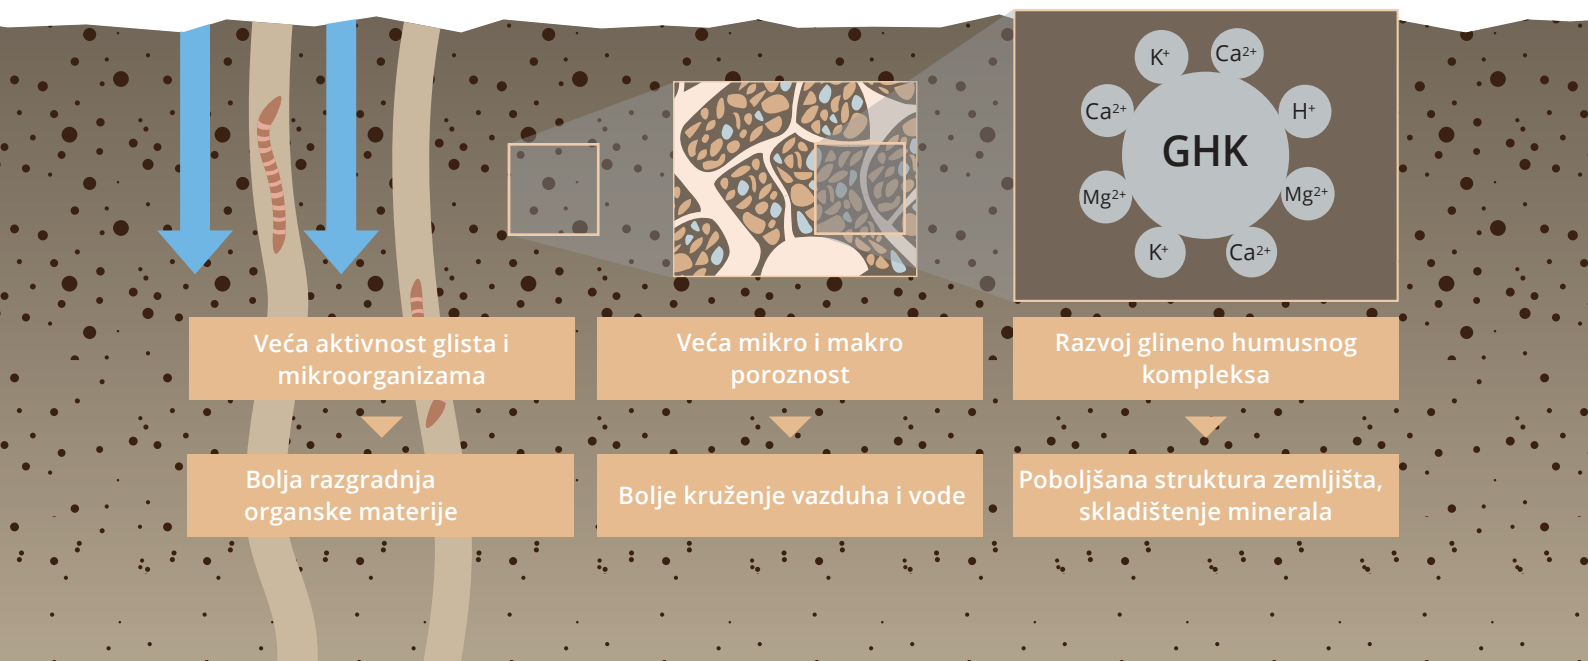 K+
Ca2+
Ca2+
H+
GHK
Mg2+
Mg2+
K+
Ca2+
Veća aktivnost glista i
mikroorganizama
Veća mikro i makro
poroznost
Razvoj glineno humusnog
kompleksa
Bolja razgradnja
organske materije
Bolje kruženje vazduha i vode
Poboljšana struktura zemljišta,
skladištenje minerala